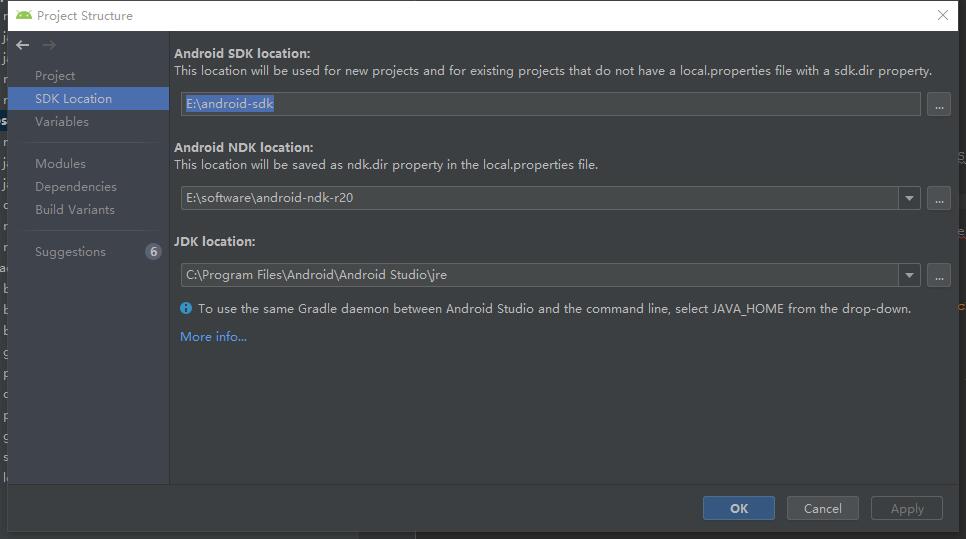 Project Structure
Project
SDK Location
Variables
Modules
Dependencies
Build Variants
Suggestions
6
Android SDK location:
This location will be used for new projects and for existing projects that do not have a local.properties file with a sdk.dir property.
E:\android-sdk
...
Android NDK location:
This location will be saved as ndk.dir property in the local.properties file.
E:\software\android-ndk-r20
...
JDK location:
C:\Program Files\Android\Android Studio\jre
...
To use the same Gradle daemon between Android Studio and the command line, select JAVA_HOME from the drop-down.
More info...
OK
Cancel
Apply